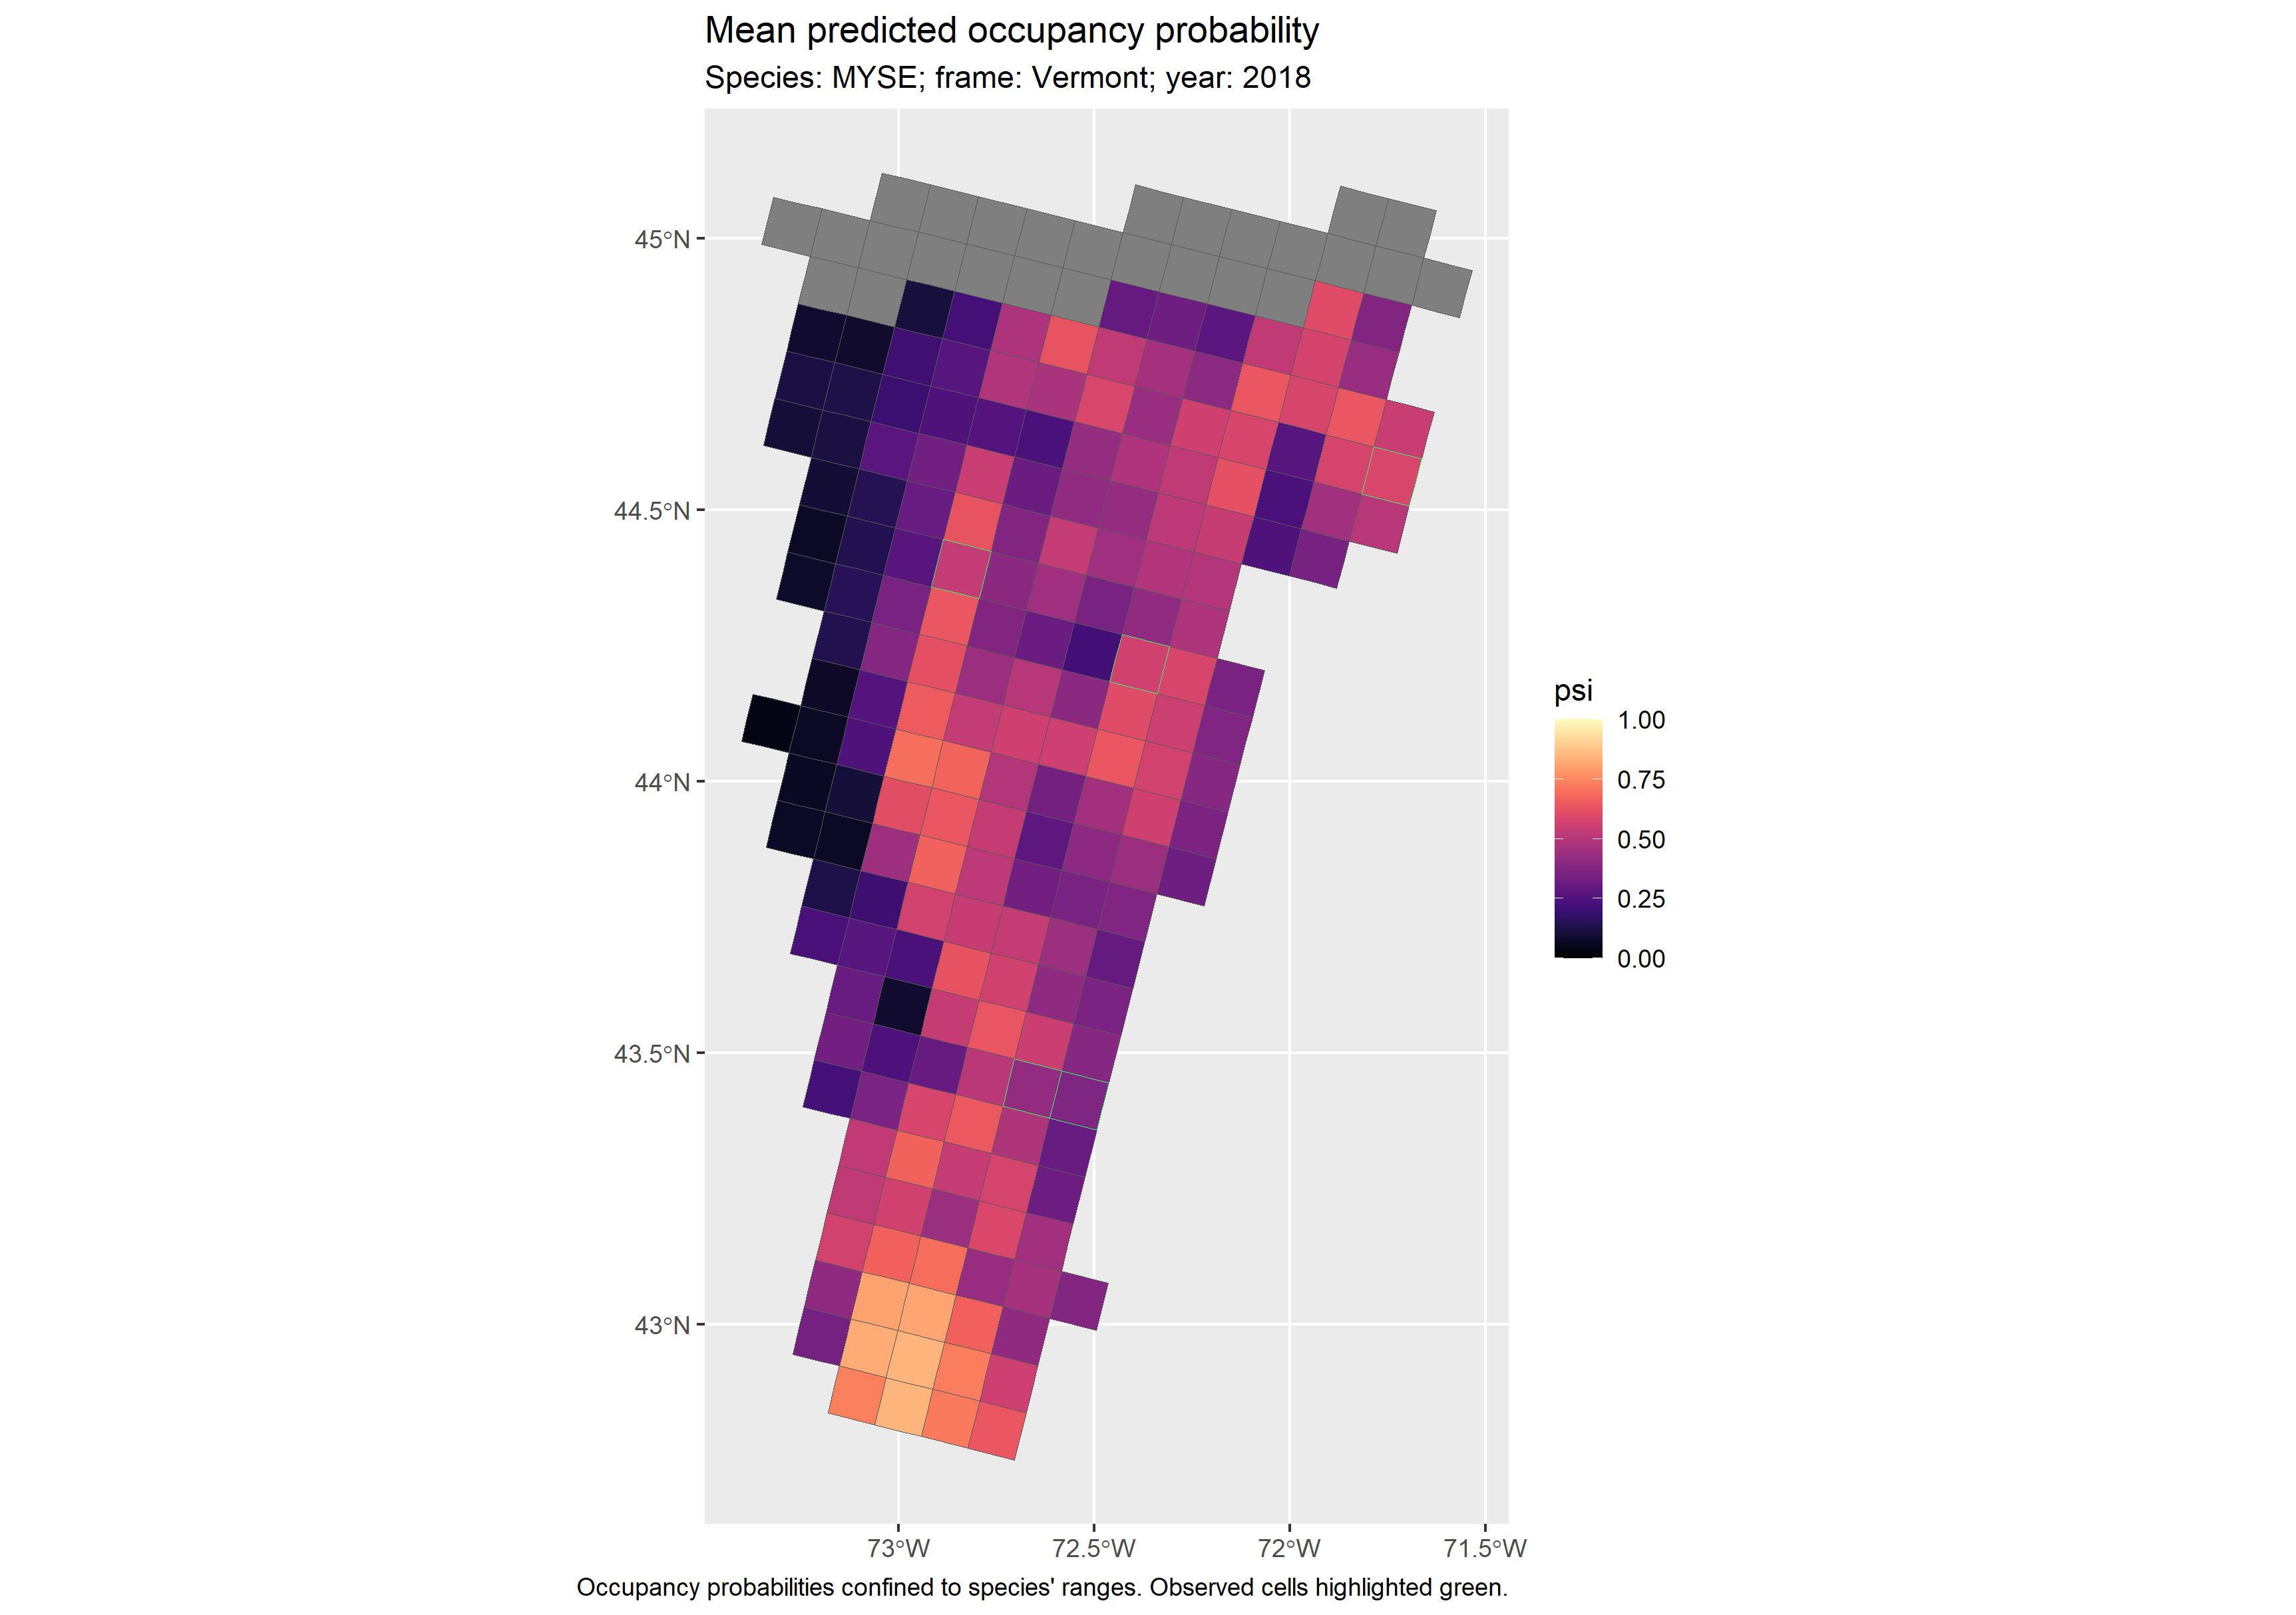 Mean predicted occupancy probability
Species: MYSE; frame: Vermont; year: 2018
45°N
44.5°N
44°N
43.5°N
43°N
73°W
72.5°W
72°W
71.5°W
psi
1.00
0.75
0.50
0.25
0.00
Occupancy probabilities confined to species' ranges. Observed cells highlighted green.